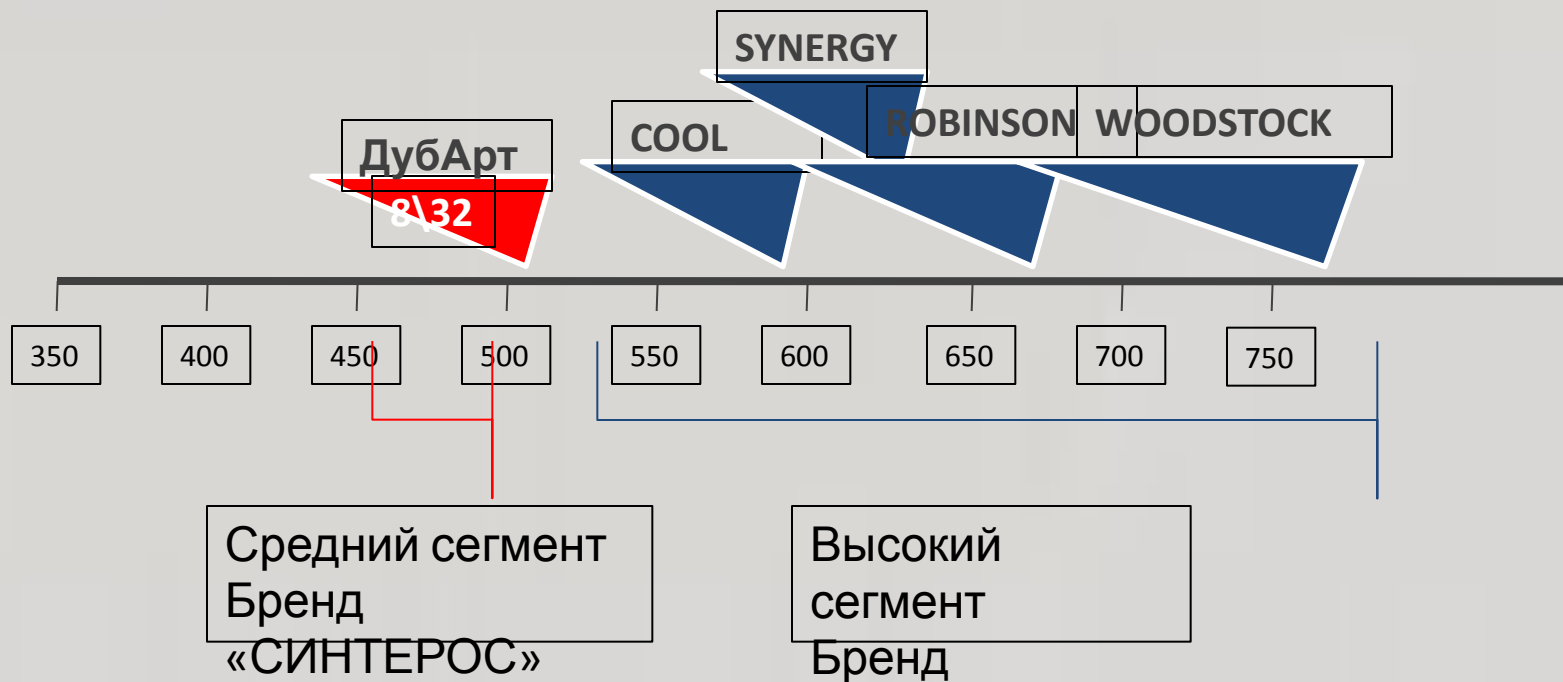 SYNERGY
ROBINSON WOODSTOCK
COOL
ДубАрт
8\32
350 400 450 500 550 600 650 700 750
Средний сегмент
Бренд
«СИНТЕРОС»
Высокий
сегмент
Бренд